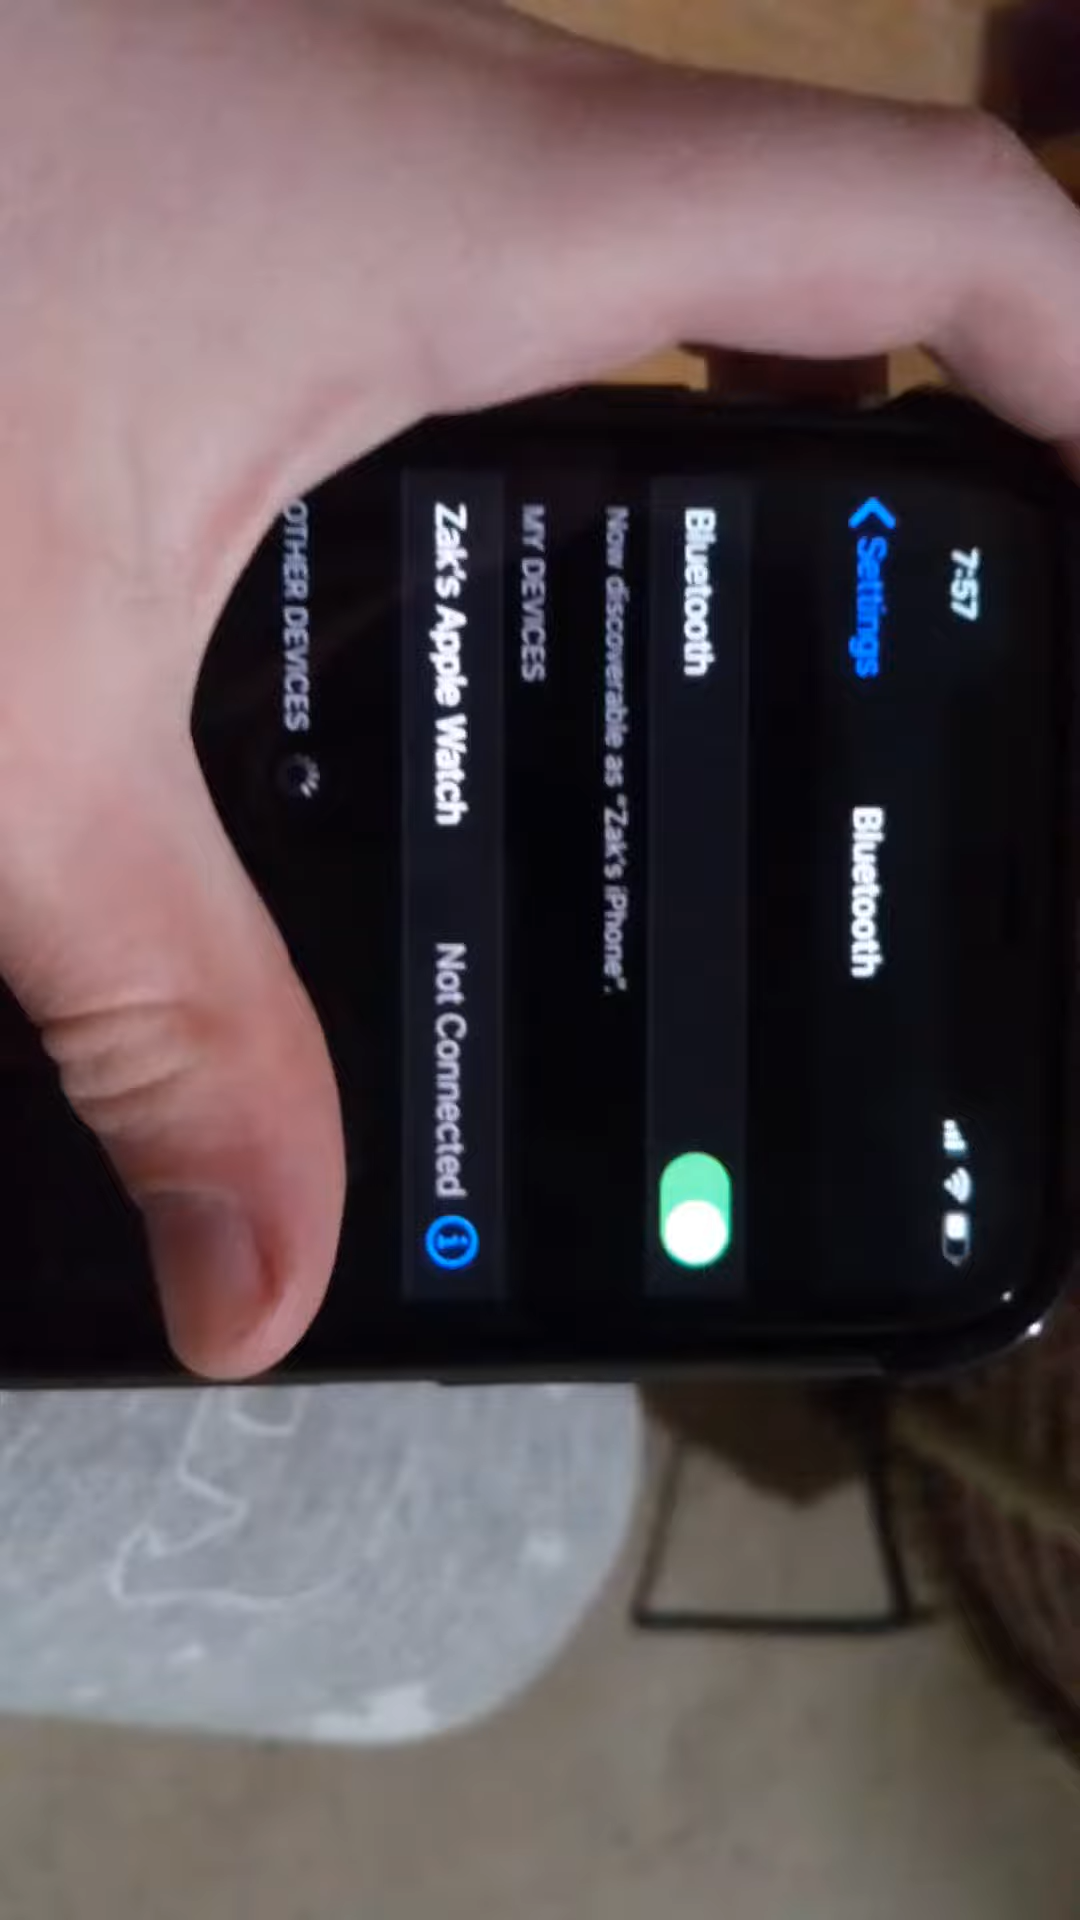 7:57
Settings
Bluetooth
Bluetooth
Now discoverable as "Zak's iPhone".
MY DEVICES
Zak's Apple Watch Not Connected
OTHER DEVICES